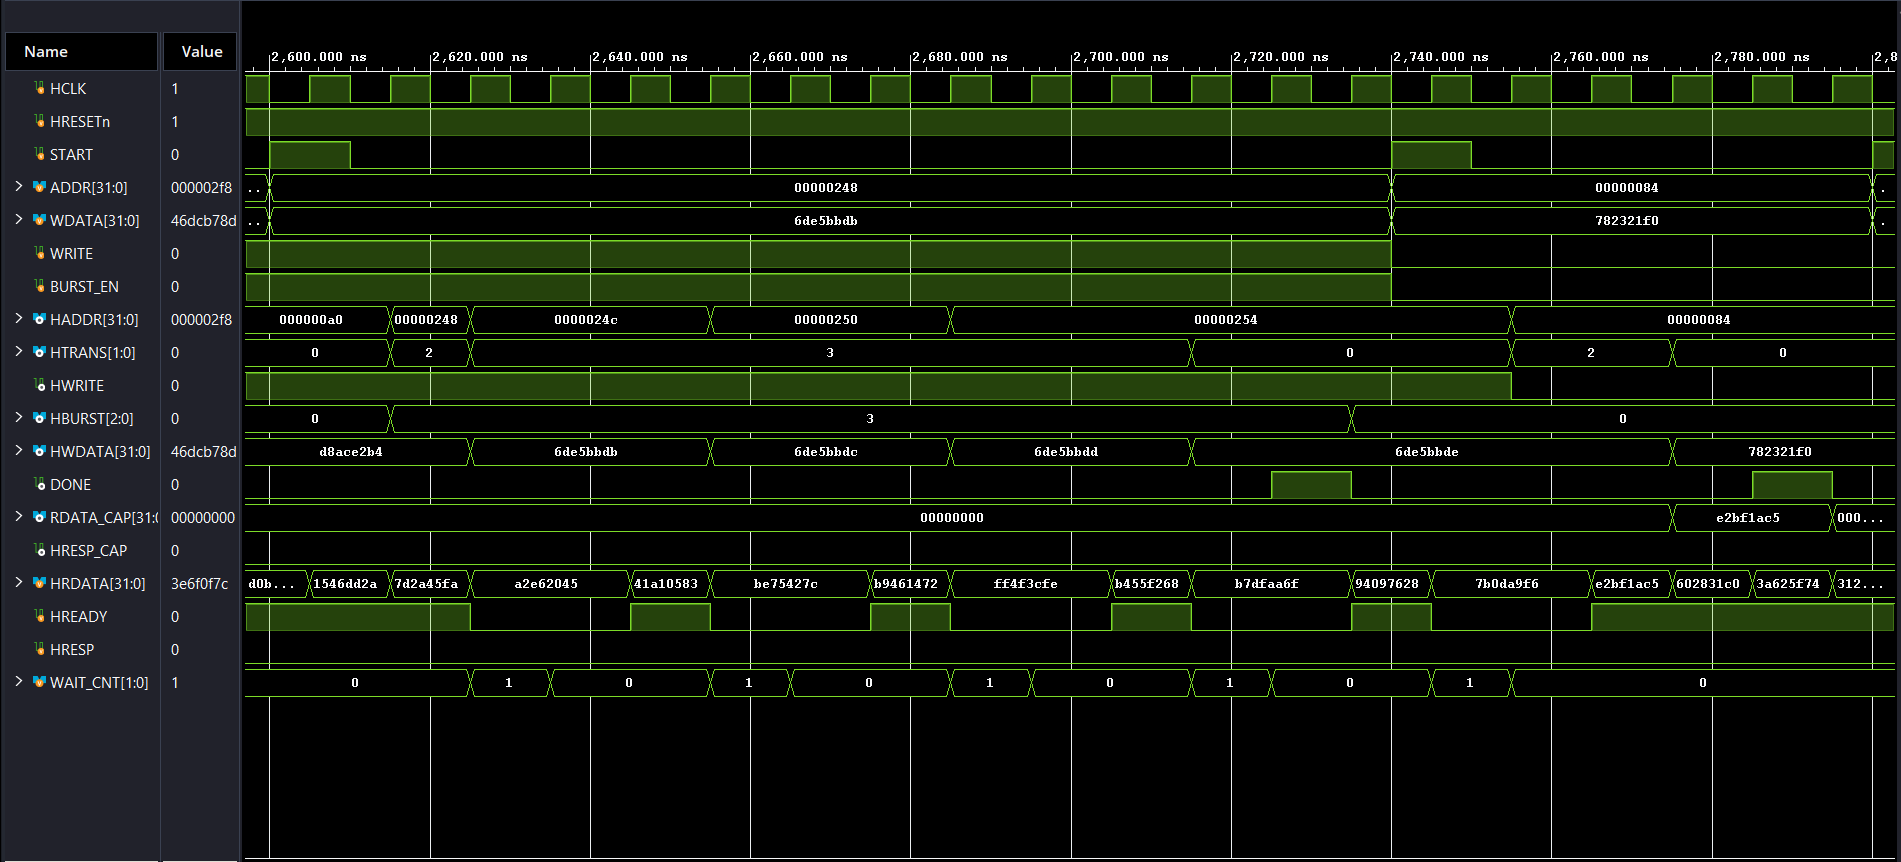 Name Value
2,600.000 ns 2,620.000 ns 2,640.000 ns 2,660.000 ns 2,680.000 ns 2,700.000 ns 2,720.000 ns 2,740.000 ns 2,760.000 ns 2,780.000 ns 2,8
HCLK 1
HRESETn 1
START 0
ADDR[31:0] 000002f8 .. 00000248 00000084 .
WDATA[31:0] 46dcb78d .. 6de5bbdb 782321f0 .
WRITE 0
BURST_EN 0
HADDR[31:0] 000002f8 000000a0 00000248 0000024c 00000250 00000254 00000084
HTRANS[1:0] 0 0 2 3 0 2 0
HWRITE 0
HBURST[2:0] 0 0 3 0
HWDATA[31:0] 46dcb78d d8ace2b4 6de5bbdb 6de5bbdc 6de5bbdd 6de5bbde 782321f0
DONE 0
RDATA_CAP[31:( 00000000 00000000 e2bf1ac5 000...
HRESP_CAP 0
HRDATA[31:0] 3e6f0f7c d0b... 1546dd2a 7d2a45fa a2e62045 41a10583 be75427c b9461472 ff4f3cfe b455f268 b7dfaa6f 94097628 7b0da9f6 e2bf1ac5 602831c0 3a625f74 312...
HREADY 0
HRESP 0
WAIT_CNT[1:0] 1 0 1 0 1 0 1 0 1 0 1 0